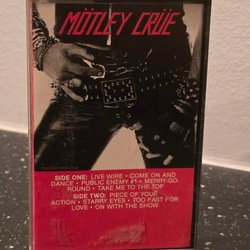 MÖTLEY CRÜE
SIDE ONE: LIVE WIRE • COME ON AND
DANCE • PUBLIC ENEMY #1 • MERRY-GO-
ROUND • TAKE ME TO THE TOP
SIDE TWO: PIECE OF YOUR
ACTION • STARRY EYES • TOO FAST FOR
LOVE • ON WITH THE SHOW